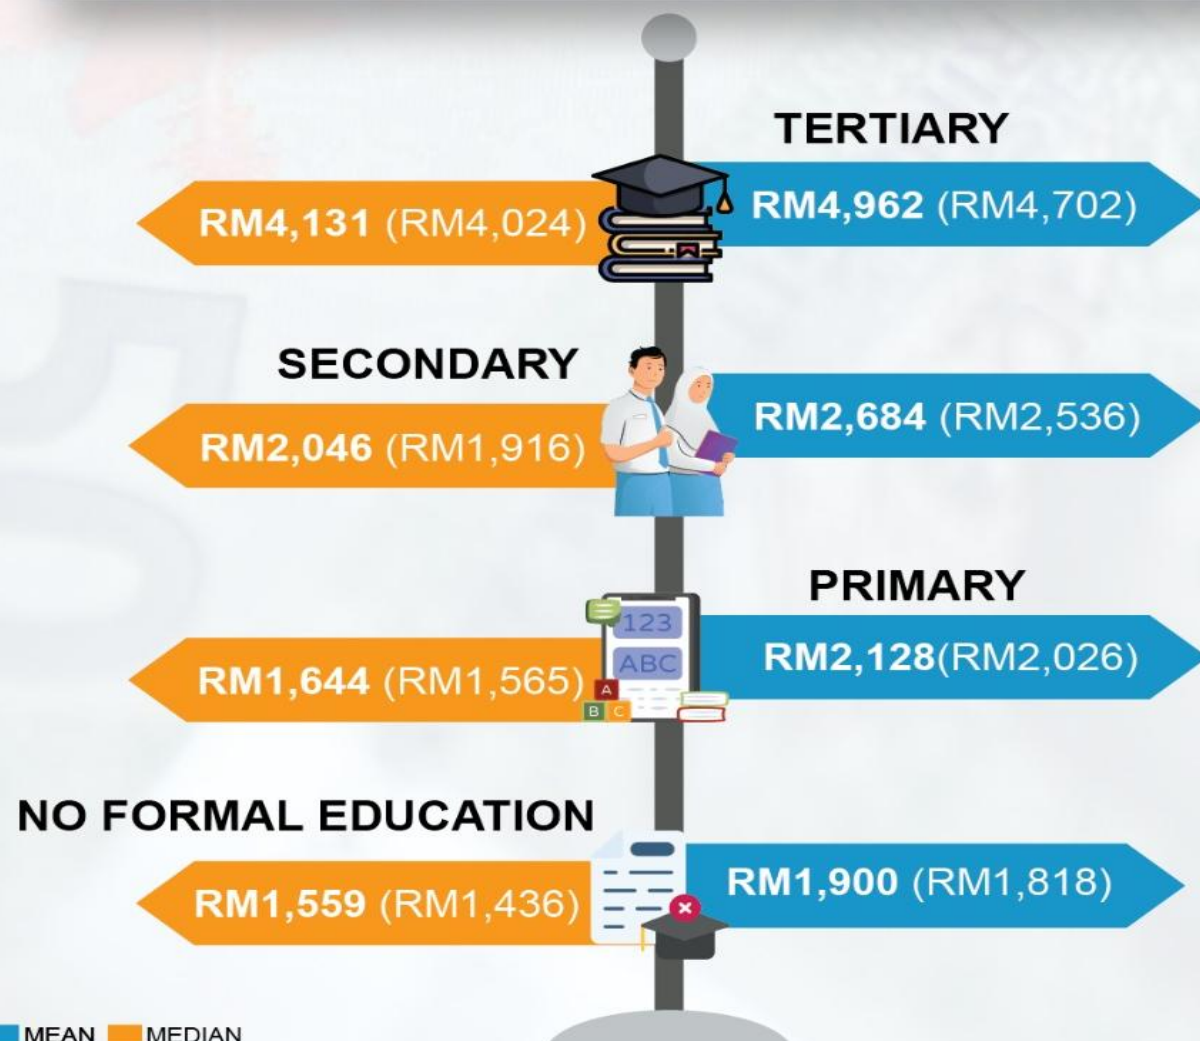 TERTIARY
RM4,131 (RM4,024)
RM4,962 (RM4,702)
SECONDARY
RM2,046 (RM1,916)
RM2,684 (RM2,536)
PRIMARY
123
ABC
A
B C
RM1,644 (RM1,565)
RM2,128(RM2,026)
NO FORMAL EDUCATION
RM1,559 (RM1,436)
RM1,900 (RM1,818)
MEAN MEDIAN